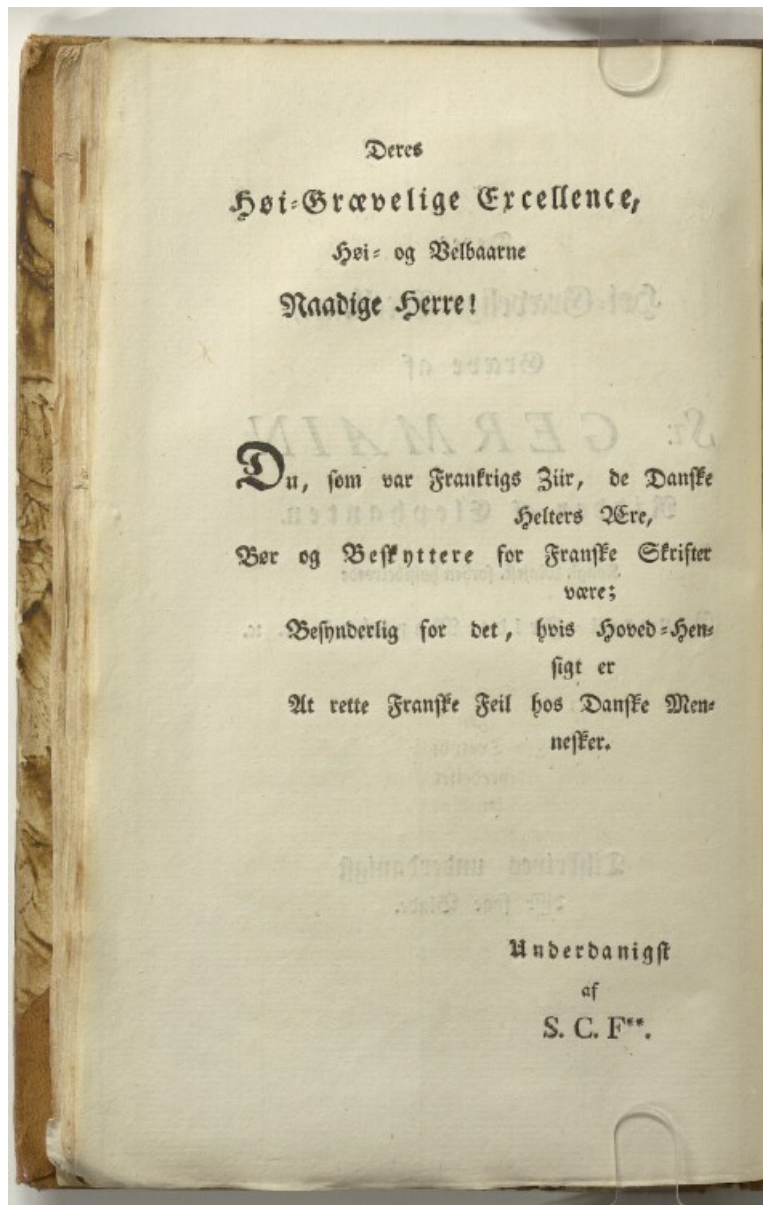 Deres
Høi-Grævelige Excellence,
Høi- og Velbaarne
Naadige Herre!
Du, som var Frankrigs Ziir, de Danske
Helters Ære,
Bør og Beskyttere for Franske Skrifter
være;
Besynderlig for det, hvis Hoved-Hen-
sigt er
At rette Franske Feil hos Danske Men-
nesker.
Underdanigst
af
S. C. F**.